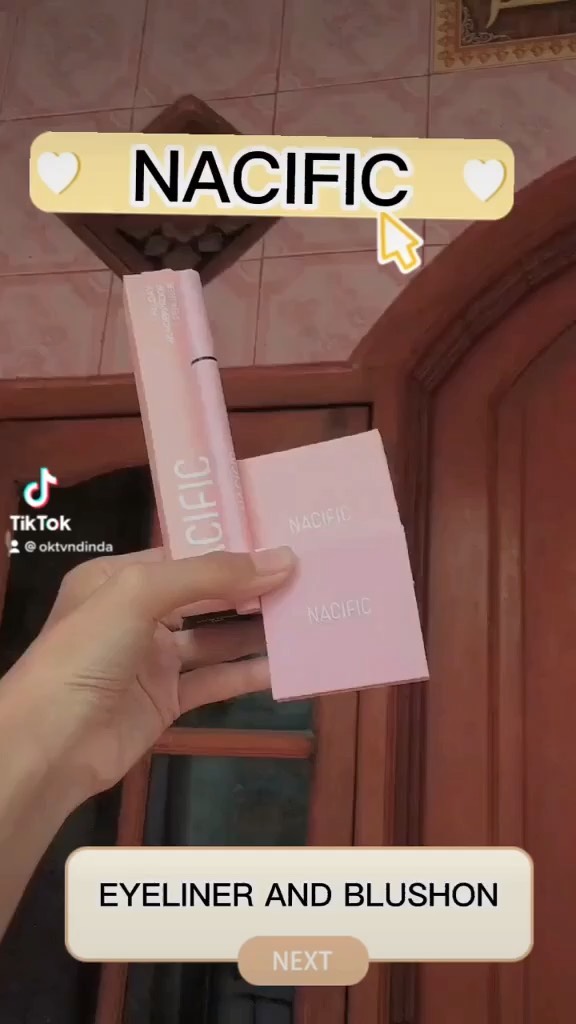 NACIFIC
NACIFIC
NACIFIC
NACIFIC
TikTok
@oktvndinda
EYELINER AND BLUSHON
NEXT